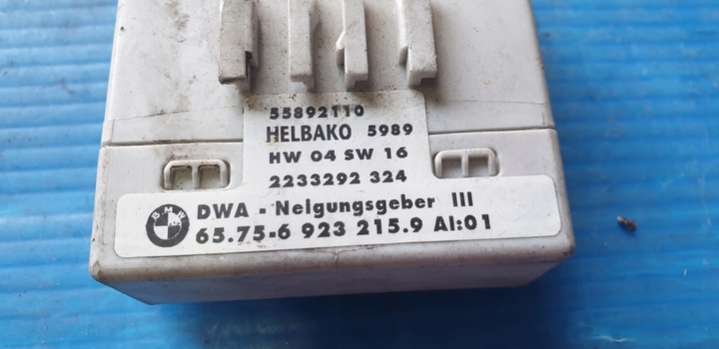 55892110
HELBAKO 5989
HW 04 SW 16
2233292 324
BMW
DWA - Neigungsgeber III
65.75-6 923 215.9 AI:01